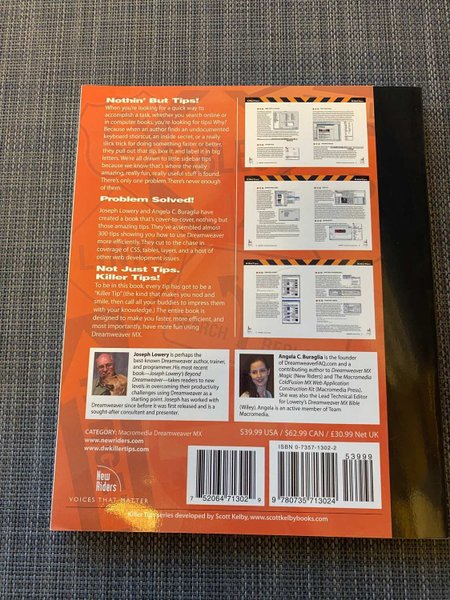 Nothin' But Tips!
When you're looking for a quick way to
accomplish a task, whether you search online or
in computer books, you're looking for tips! Why?
Because when an author finds an undocumented
keyboard shortcut, an inside secret, or a really
slick trick for doing something faster or better,
they pull out that tip, box it and label it in big
letters. We're all drawn to little sidebar tips
because we know that's where the really
amazing, really fun, really useful stuff is found.
There's only one problem. There's never enough
of them.
Problem Solved!
Joseph Lowery and Angela C. Buraglia have
created a book that's cover-to-cover, nothing but
those amazing tips. They've assembled almost
300 tips showing you how to use Dreamweaver
more efficiently. They cut to the chase in
coverage of CSS, tables, layers, and a host of
other web development issues.
Not Just Tips.
Killer Tips!
To be in this book, every tip has got to be a
"Killer Tip" (the kind that makes you nod and
smile, then call all your buddies to impress them
with your knowledge.) The entire book is
designed to make you faster, more efficient, and
most importantly, have more fun using
Dreamweaver MX.
Joseph Lowery is perhaps the
best-known Dreamweaver author, trainer,
and programmer. His most recent
book—Joseph Lowery's Beyond
Dreamweaver—takes readers to new
levels in overcoming their productivity
challenges using Dreamweaver as a
starting point. Joseph has worked with
Dreamweaver since before it was first released and is a
sought-after consultant and presenter.
Angela C. Buraglia is the founder
of DreamweaverFAQ.com and a
contributing author to Dreamweaver MX
Magic (New Riders) and The Macromedia
ColdFusion MX Web Application
Construction Kit (Macromedia Press).
She was also the Lead Technical Editor
for Lowery's Dreamweaver MX Bible
(Wiley). Angela is an active member of Team
Macromedia.
CATEGORY: Macromedia Dreamweaver MX
www.newriders.com
www.dwkillertips.com
$39.99 USA / $62.99 CAN / £30.99 Net UK
ISBN 0-7357-1302-2
53999
New
Riders
VOICES THAT MATTER
7 52064 71302 9
9 780735 713024
Killer Tips series developed by Scott Kelby, www.scottkelbybooks.com